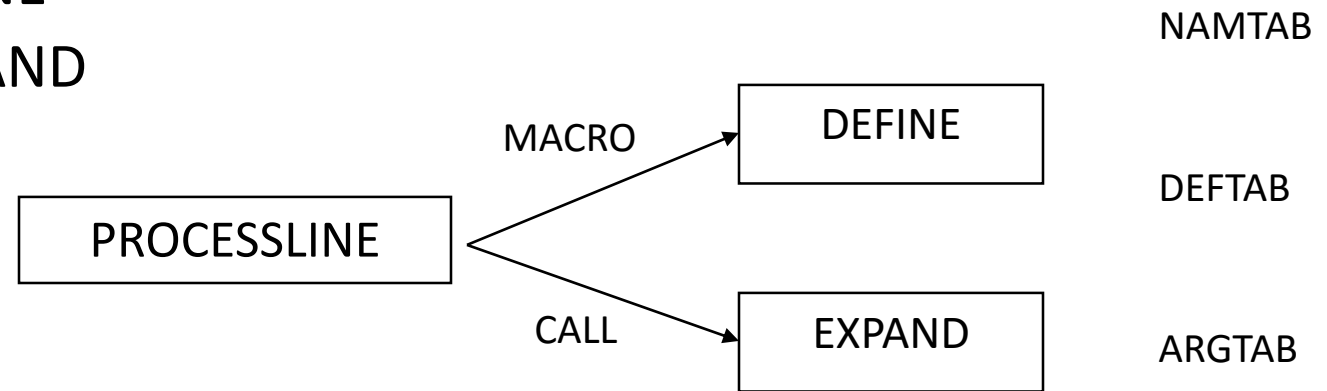 AND
NAMTAB
MACRO
DEFINE
DEFTAB
PROCESSLINE
CALL
EXPAND
ARGTAB